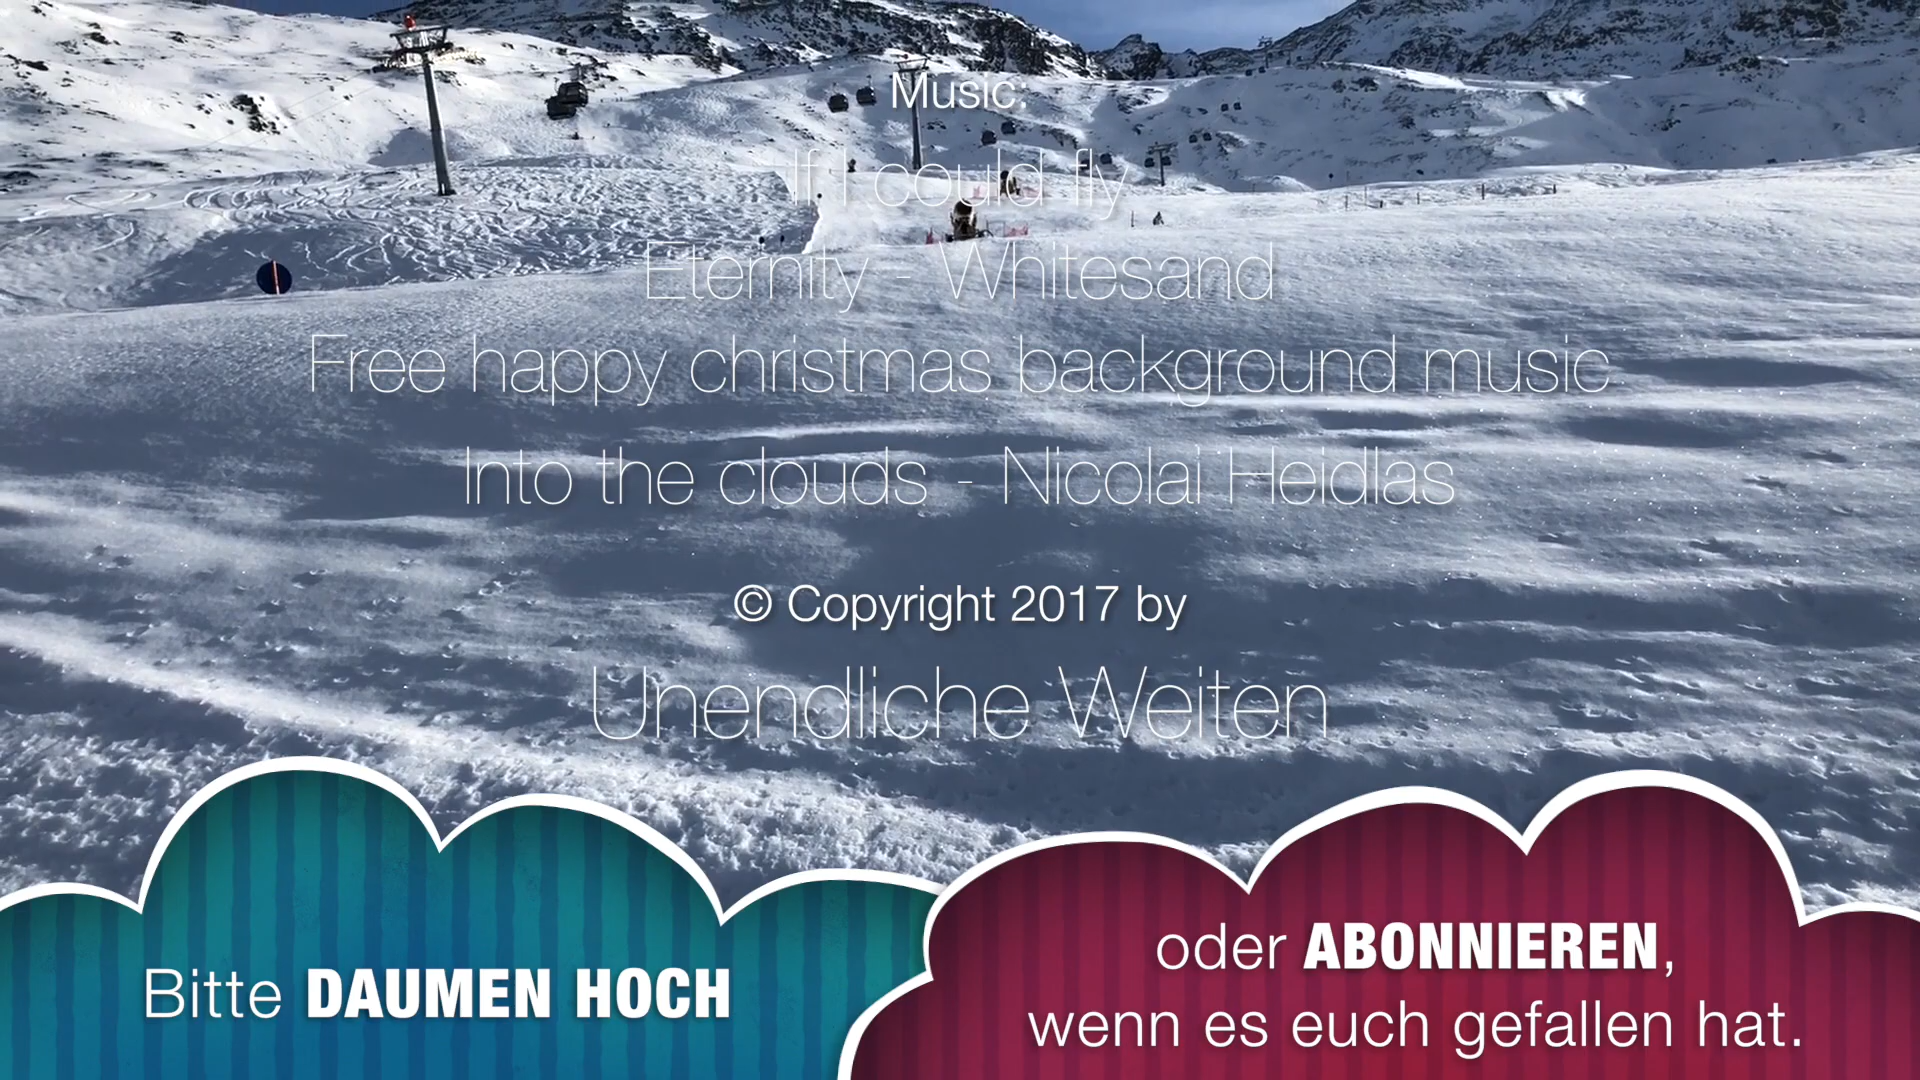 Music:
If I could fly
Eternity - Whitesand
Free happy christmas background music
Into the clouds - Nicolai Heidlas
© Copyright 2017 by
Unendliche Weiten
Bitte DAUMEN HOCH
oder ABONNIEREN,
wenn es euch gefallen hat.